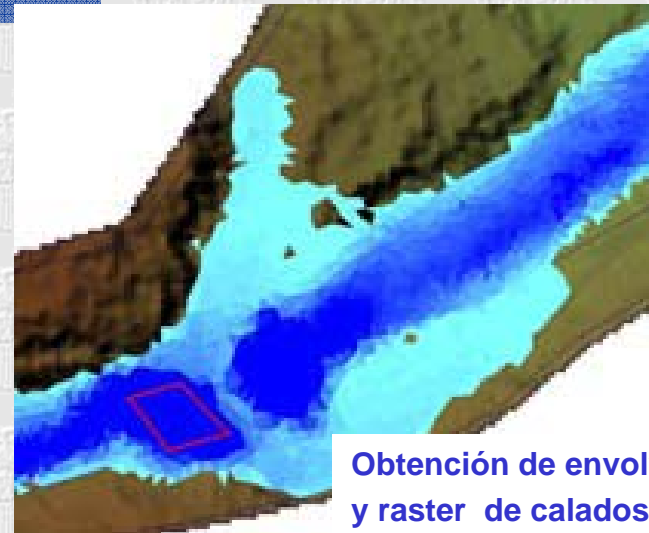 Obtención de envol
y raster de calados